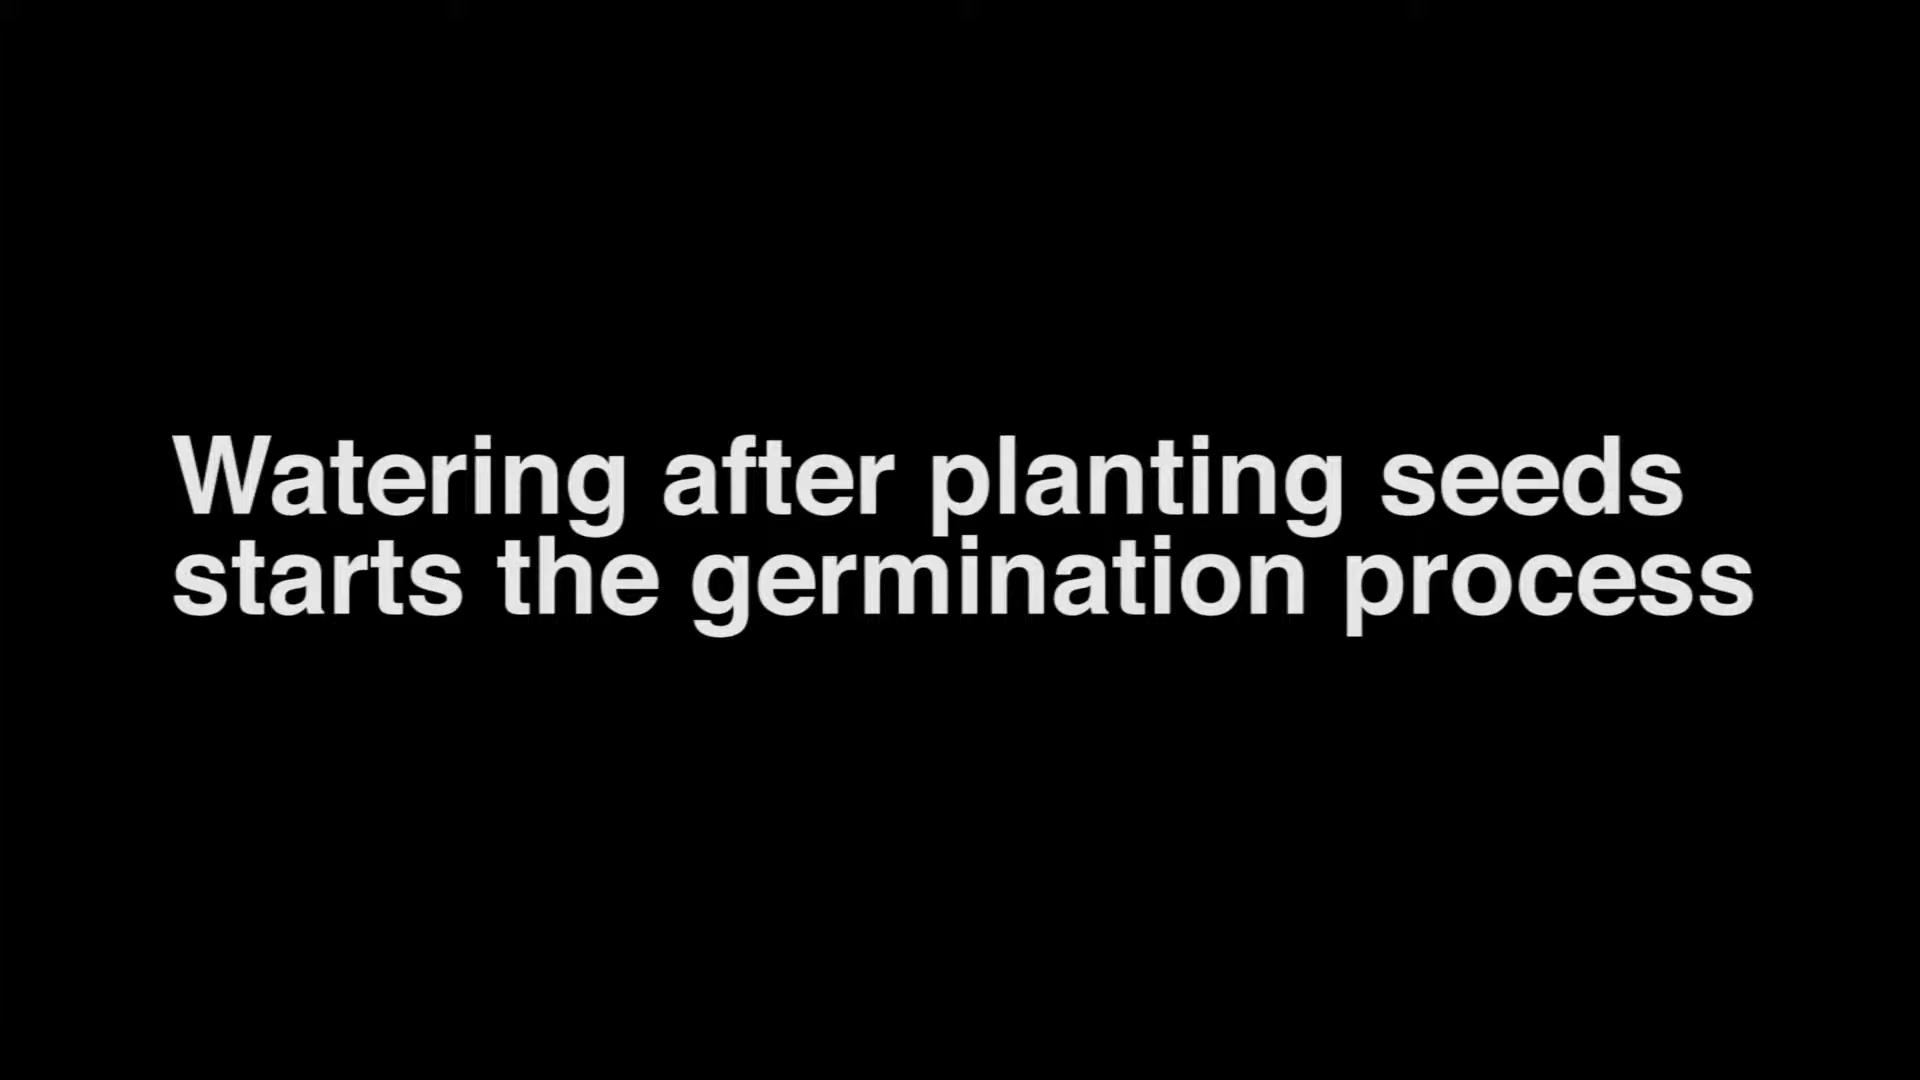 Watering after planting seeds
starts the germination process